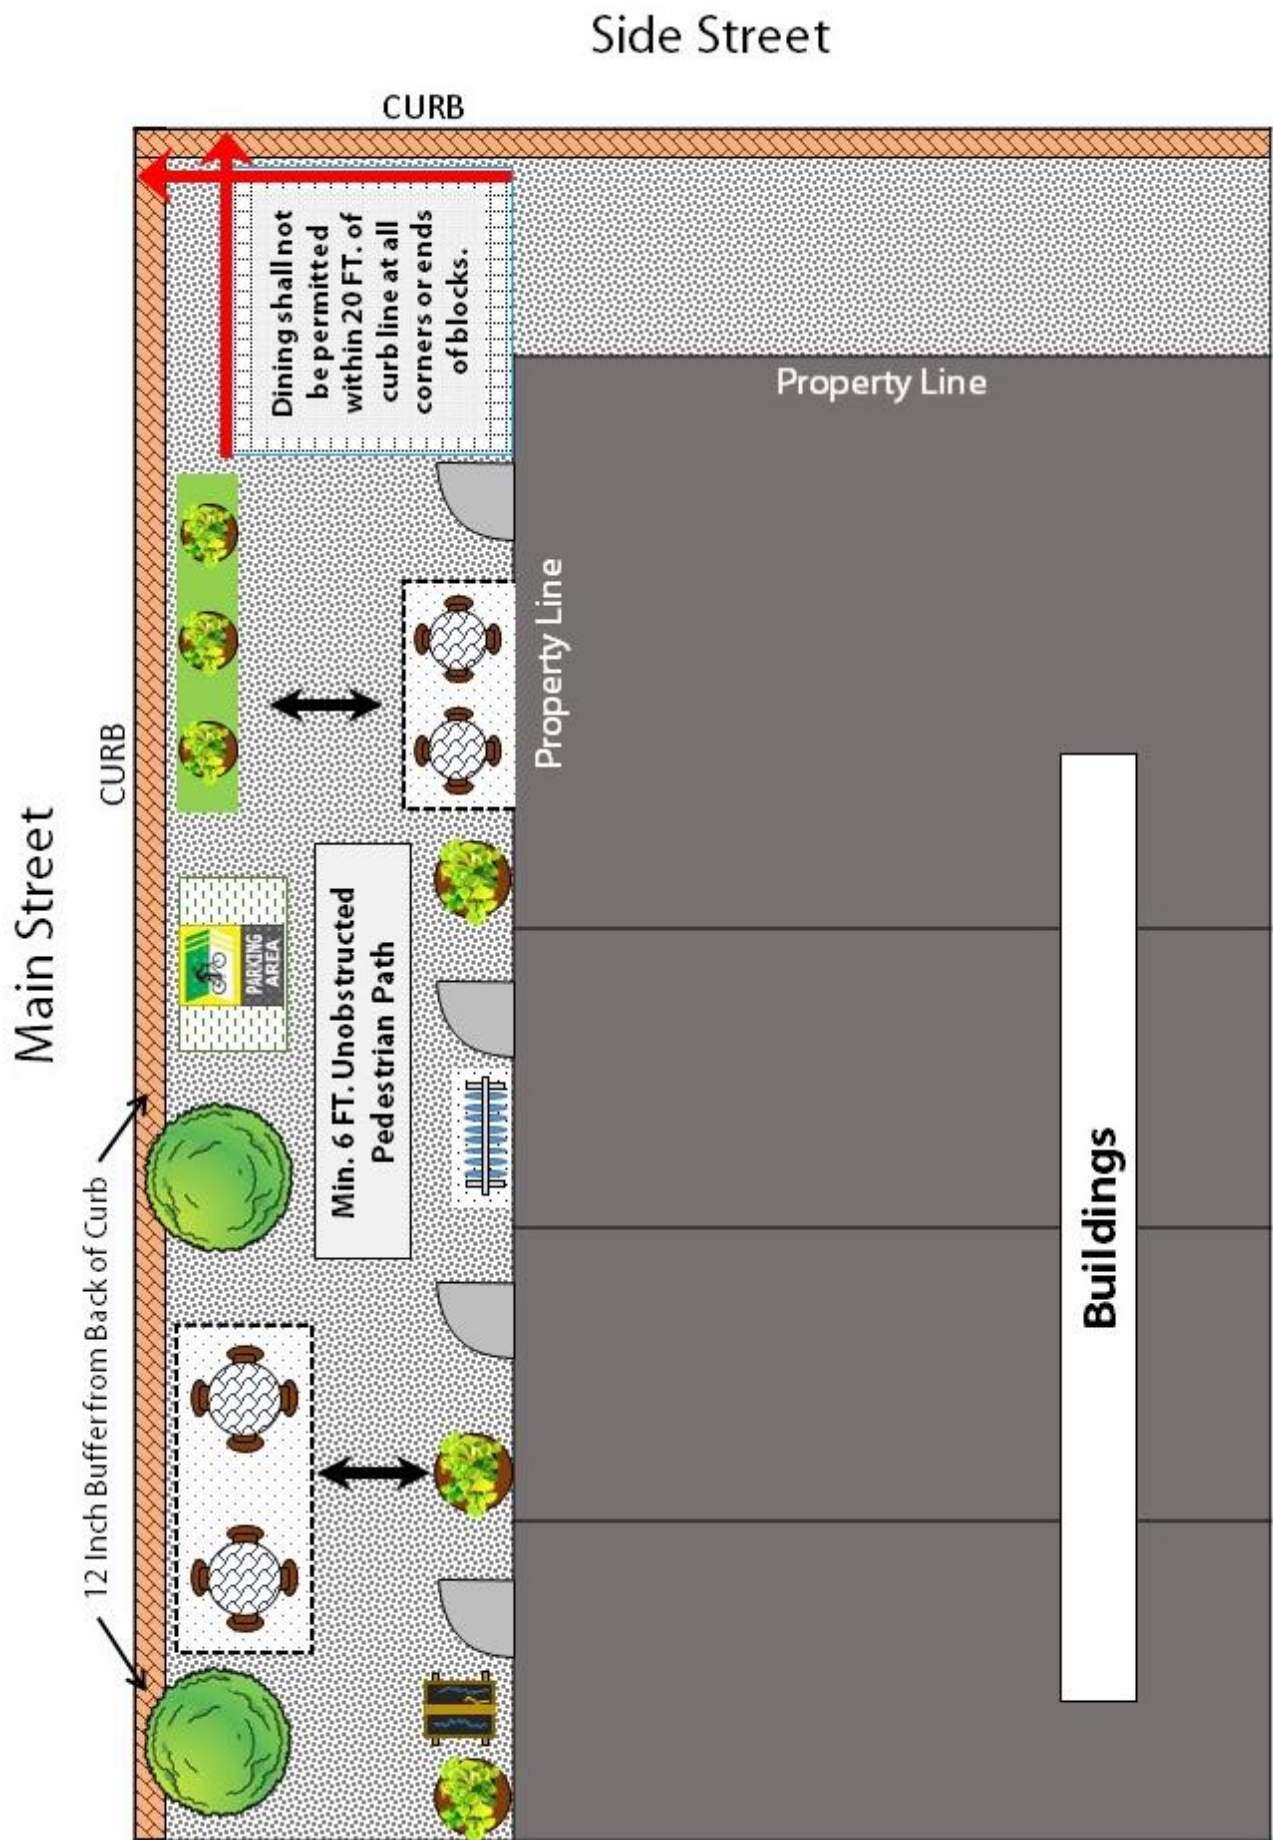 Side Street
CURB
Dining shall not
be permitted
within 20 FT. of
curb line at all
corners or ends
of blocks.
Property Line
Property Line
CURB
Main Street
PARKING
AREA
Min. 6 FT. Unobstructed
Pedestrian Path
12 Inch Buffer from Back of Curb
Buildings